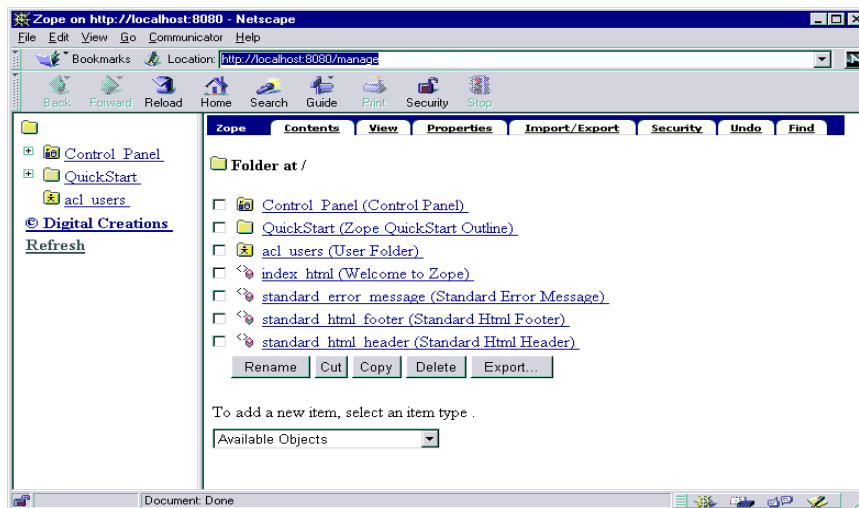 Zope on http://localhost:8080 - Netscape
File Edit View Go Communicator Help
Bookmarks Location: http://localhost:8080/manage
Back Forward Reload Home Search Guide Print Security Stop
Zope Contents View Properties Import/Export Security Undo Find
Control_Panel
QuickStart
acl_users
© Digital Creations
Refresh
Folder at /
Control_Panel (Control Panel)
QuickStart (Zope QuickStart Outline)
acl_users (User Folder)
index_html (Welcome to Zope)
standard_error_message (Standard Error Message)
standard_html_footer (Standard Html Footer)
standard_html_header (Standard Html Header)
Rename Cut Copy Delete Export...
To add a new item, select an item type .
Available Objects
Document: Done